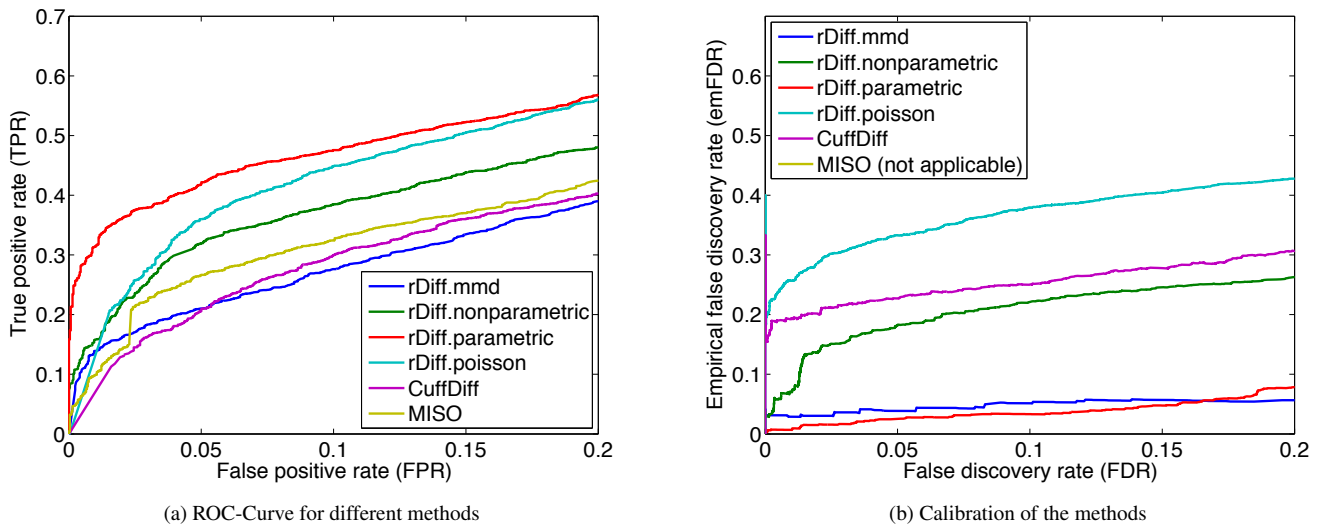 0.7
0.6
0.5
0.4
0.3
0.2
0.1
0
True positive rate (TPR)
0
0.05
0.1
0.15
0.2
False positive rate (FPR)
rDiff.mmd
rDiff.nonparametric
rDiff.parametric
rDiff.poisson
CuffDiff
MISO
(a) ROC-Curve for different methods
0.6
0.5
0.4
0.3
0.2
0.1
0
Empirical false discovery rate (emFDR)
0
0.05
0.1
0.15
0.2
False discovery rate (FDR)
rDiff.mmd
rDiff.nonparametric
rDiff.parametric
rDiff.poisson
CuffDiff
MISO (not applicable)
(b) Calibration of the methods